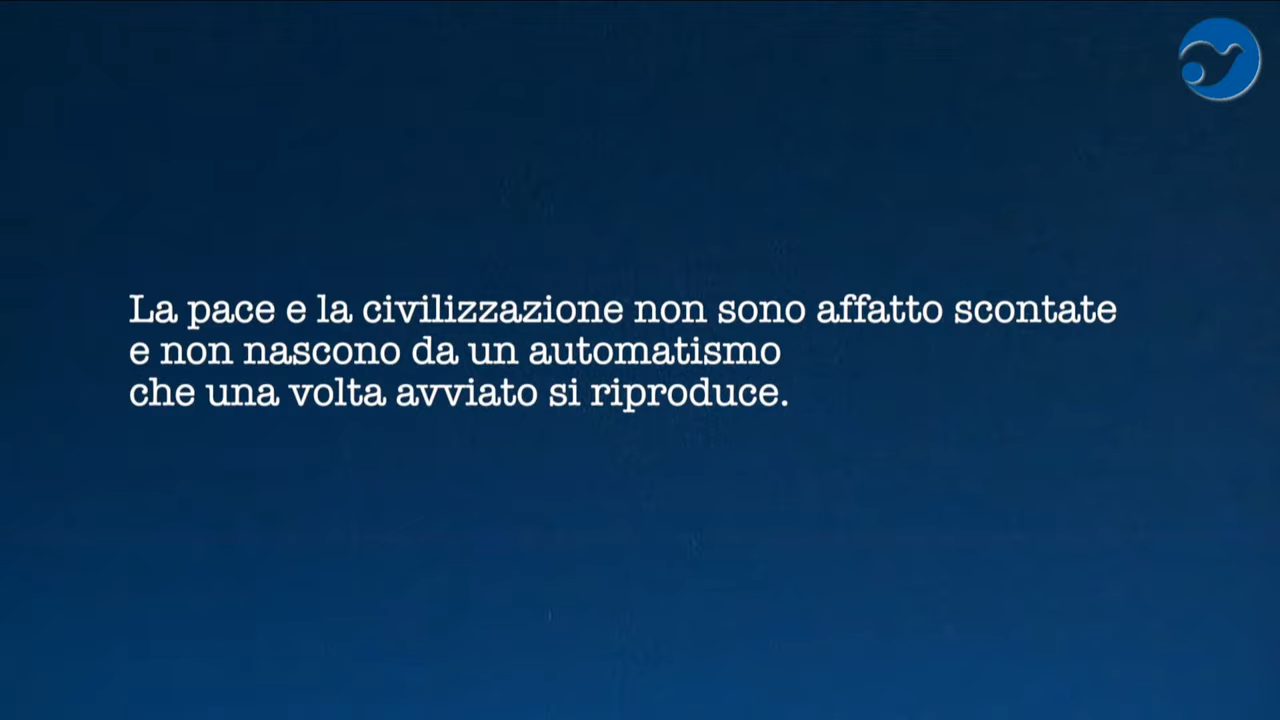 La pace e la civilizzazione non sono affatto scontate
e non nascono da un automatismo
che una volta avviato si riproduce.